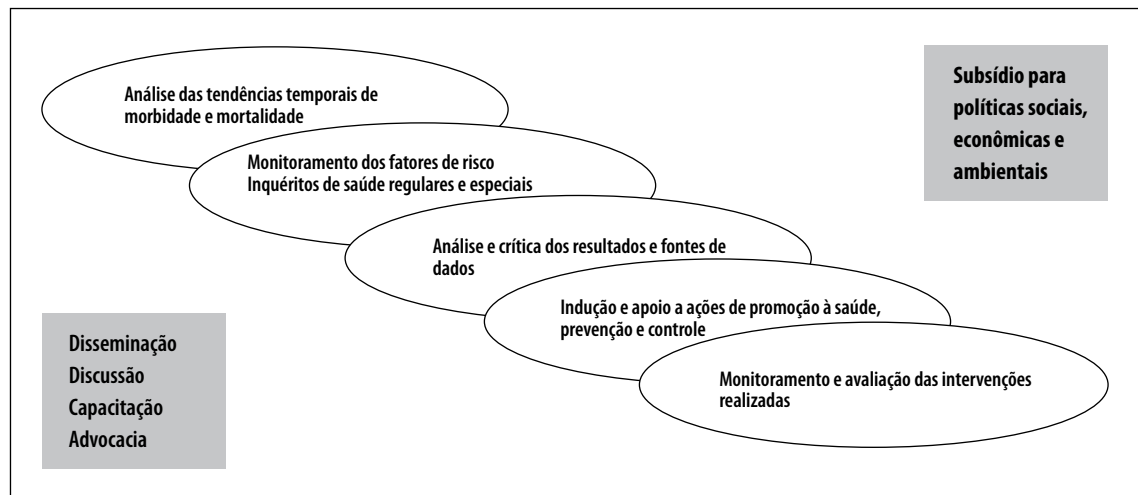 Análise das tendências temporais de
morbidade e mortalidade
Subsídio para
políticas sociais,
econômicas e
ambientais
Monitoramento dos fatores de risco
Inquéritos de saúde regulares e especiais
Análise e crítica dos resultados e fontes de
dados
Indução e apoio a ações de promoção à saúde,
prevenção e controle
Monitoramento e avaliação das intervenções
realizadas
Disseminação
Discussão
Capacitação
Advocacia